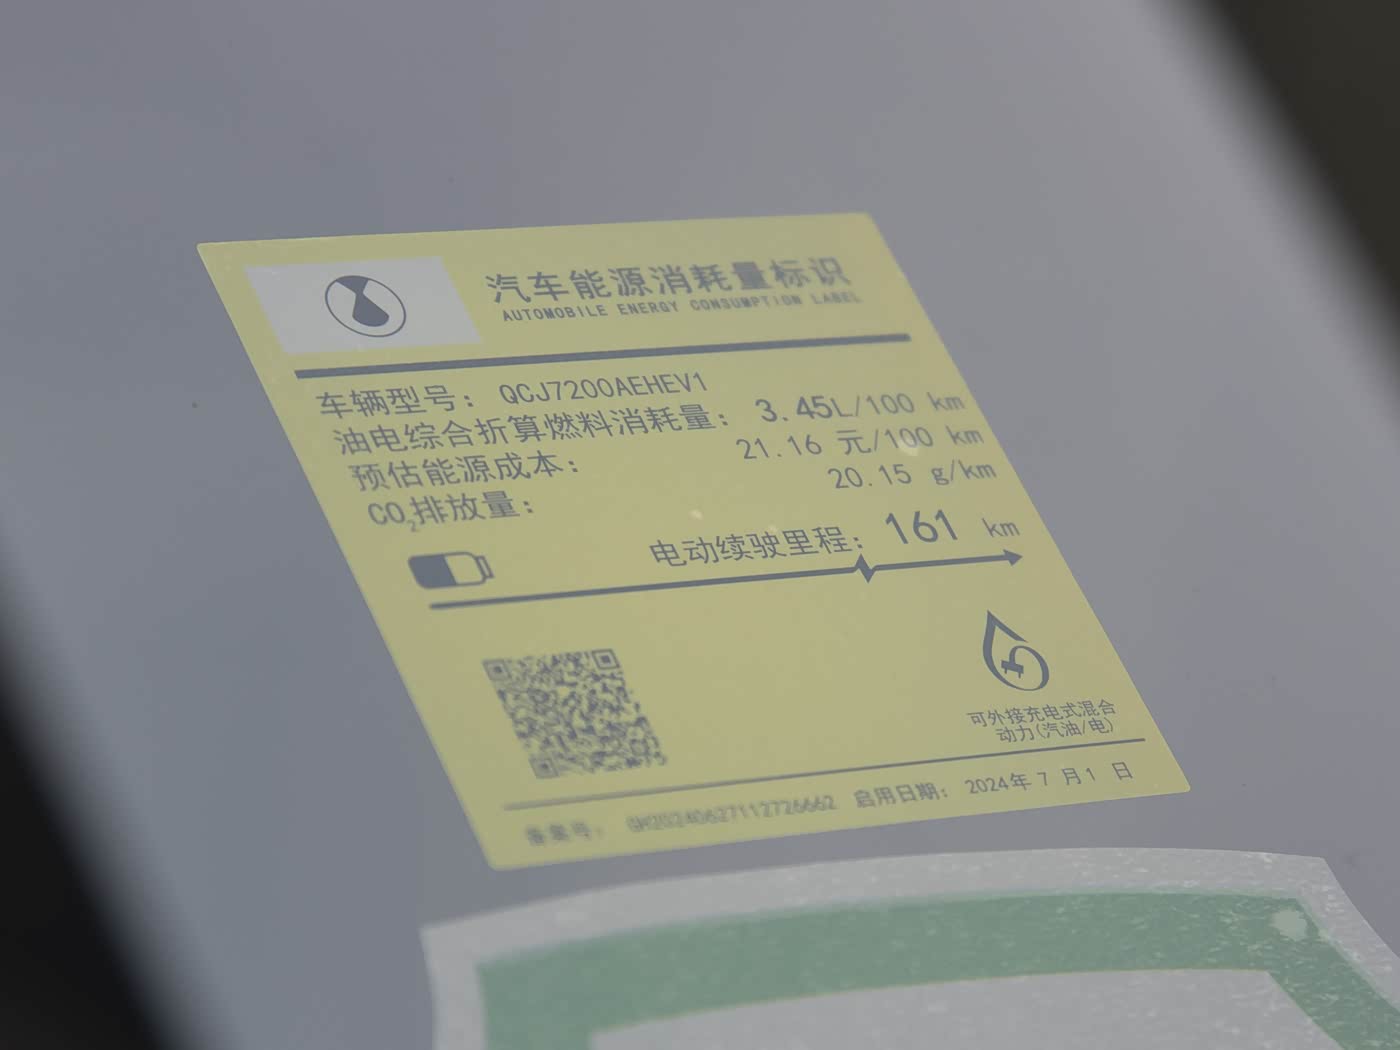 汽车能源消耗量标识
AUTOMOBILE ENERGY CONSUMPTION LABEL
车辆型号： QCJ7200AEHEV1
油电综合折算燃料消耗量： 3.45L/100 km
预估能源成本： 21.16 元/100 km
CO₂排放量： 20.15 g/km
电动续驶里程： 161 km
可外接充电式混合
动力(汽油/电)
备案号： GH20240627112726662 启用日期： 2024年 7 月1 日